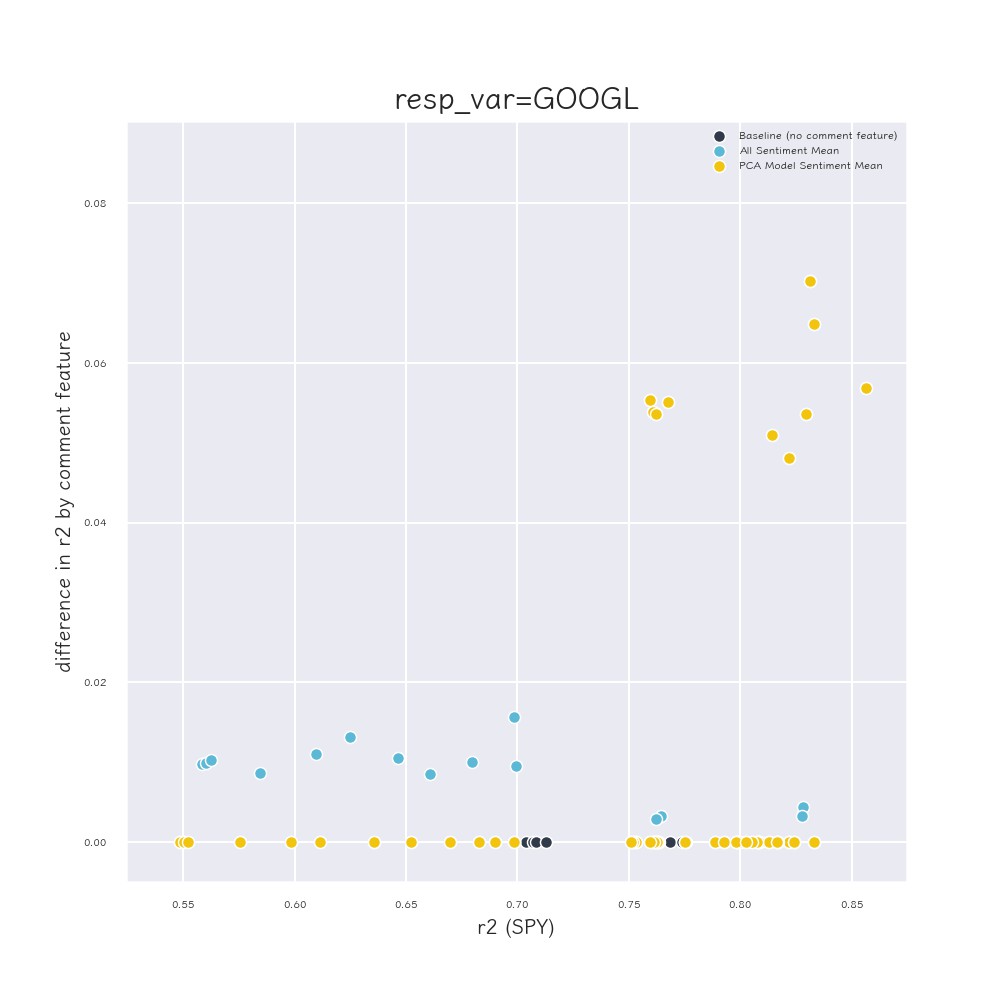 resp_var=GOOGL
Baseline (no comment feature)
All Sentiment Mean
PCA Model Sentiment Mean
difference in r2 by comment feature
0.08
0.06
0.04
0.02
0.00
0.55 0.60 0.65 0.70 0.75 0.80 0.85
r2 (SPY)